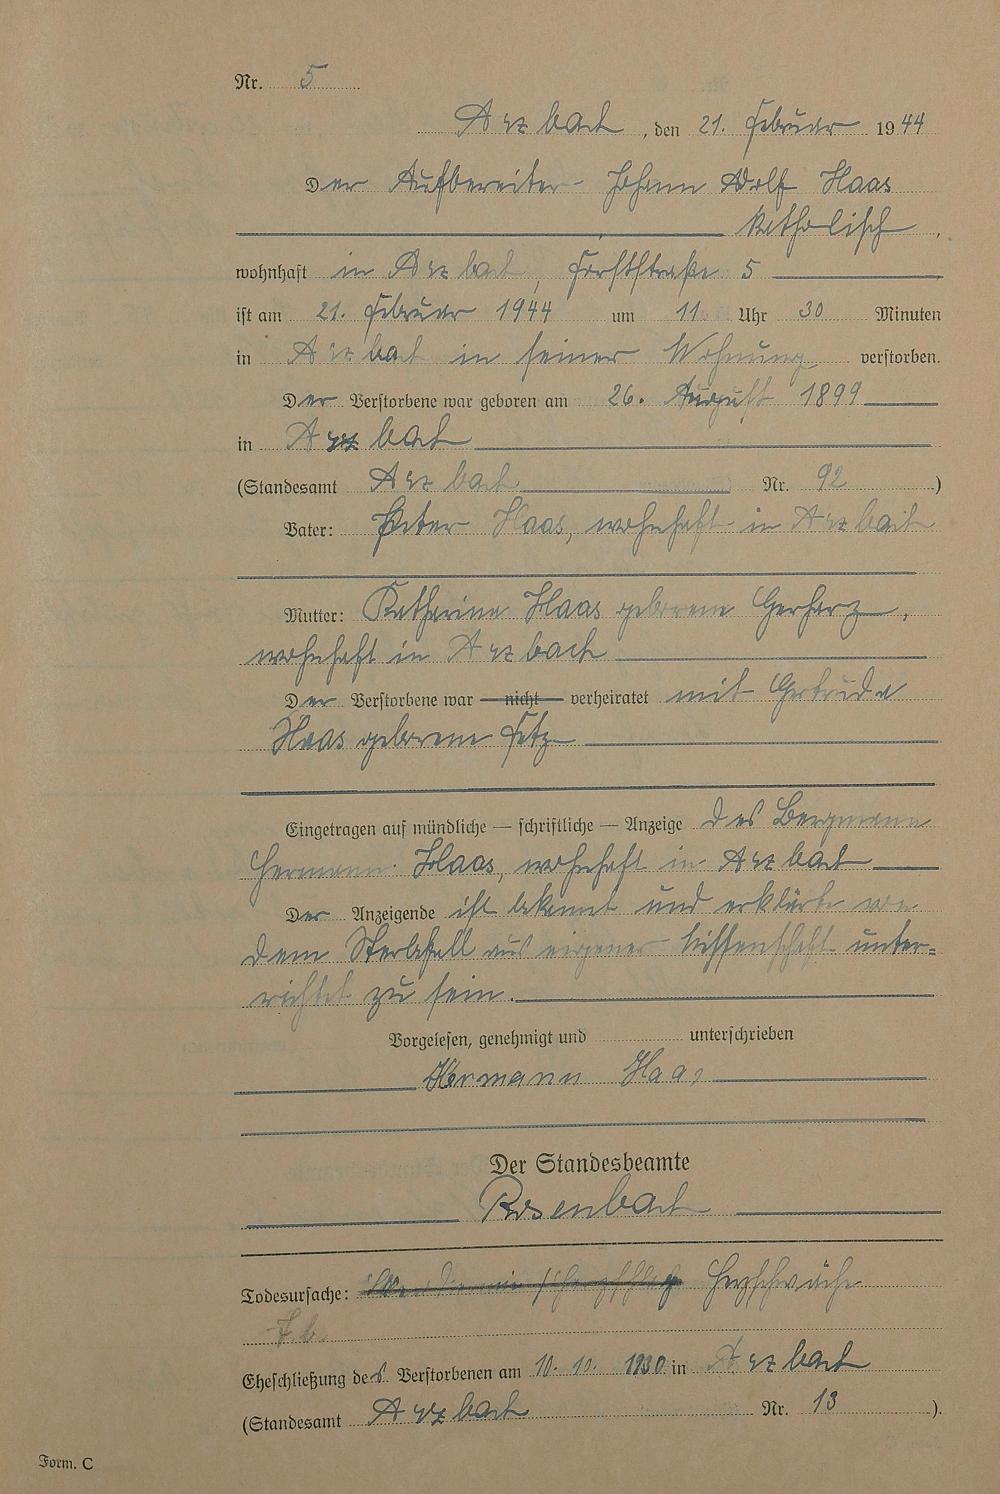 Nr. 5
Arzbach, den 21. Februar 1944
Der Aufbereiter Johann Adolf Haas
katholisch,
wohnhaft in Arzbach, Forststraße 5
ist am 21. Februar 1944 um 11 Uhr 30 Minuten
in Arzbach in seiner Wohnung verstorben.
Der Verstorbene war geboren am 26. August 1899
in Arzbach
(Standesamt Arzbach Nr. 92)
Vater: Peter Haas, wohnhaft in Arzbach
Mutter: Katharina Haas geborene Gerharz,
wohnhaft in Arzbach
Der Verstorbene war nicht verheiratet mit Gertrude
Haas geborene Fetz
Eingetragen auf mündliche — schriftliche — Anzeige des Bergmann
Hermann Haas, wohnhaft in Arzbach
Der Anzeigende ist bekannt und erklärte von
dem Sterbefall aus eigener Wissenschaft unter=
richtet zu sein.
Vorgelesen, genehmigt und unterschrieben
Hermann Haas
Der Standesbeamte
Rosenbach
Todesursache: Herzschwäche
Eheschließung des Verstorbenen am 10.10.1930 in Arzbach
(Standesamt Arzbach Nr. 13).
Form. C